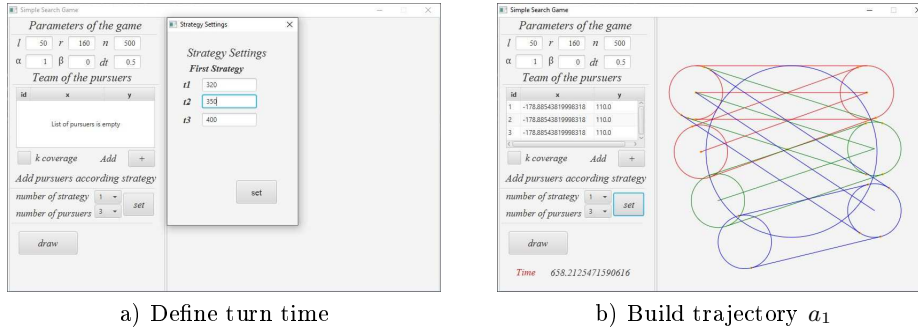 Simple Search Game
Parameters of the game
l 50 r 160 n 500
α 1 β 0 dt 0.5
Team of the pursuers
id x y
List of pursuers is empty
k coverage Add +
Add pursuers according strategy
number of strategy 1
number of pursuers 3
set
draw
Strategy Settings
Strategy Settings
First Strategy
t1 320
t2 350
t3 400
set
a) Define turn time
Simple Search Game
Parameters of the game
l 50 r 160 n 500
α 1 β 0 dt 0.5
Team of the pursuers
id x y
1 -178.88543819998318 110.0
2 -178.88543819998318 110.0
3 -178.88543819998318 110.0
k coverage Add +
Add pursuers according strategy
number of strategy 1
number of pursuers 3
set
draw
Time 658.2125471590616
b) Build trajectory a₁